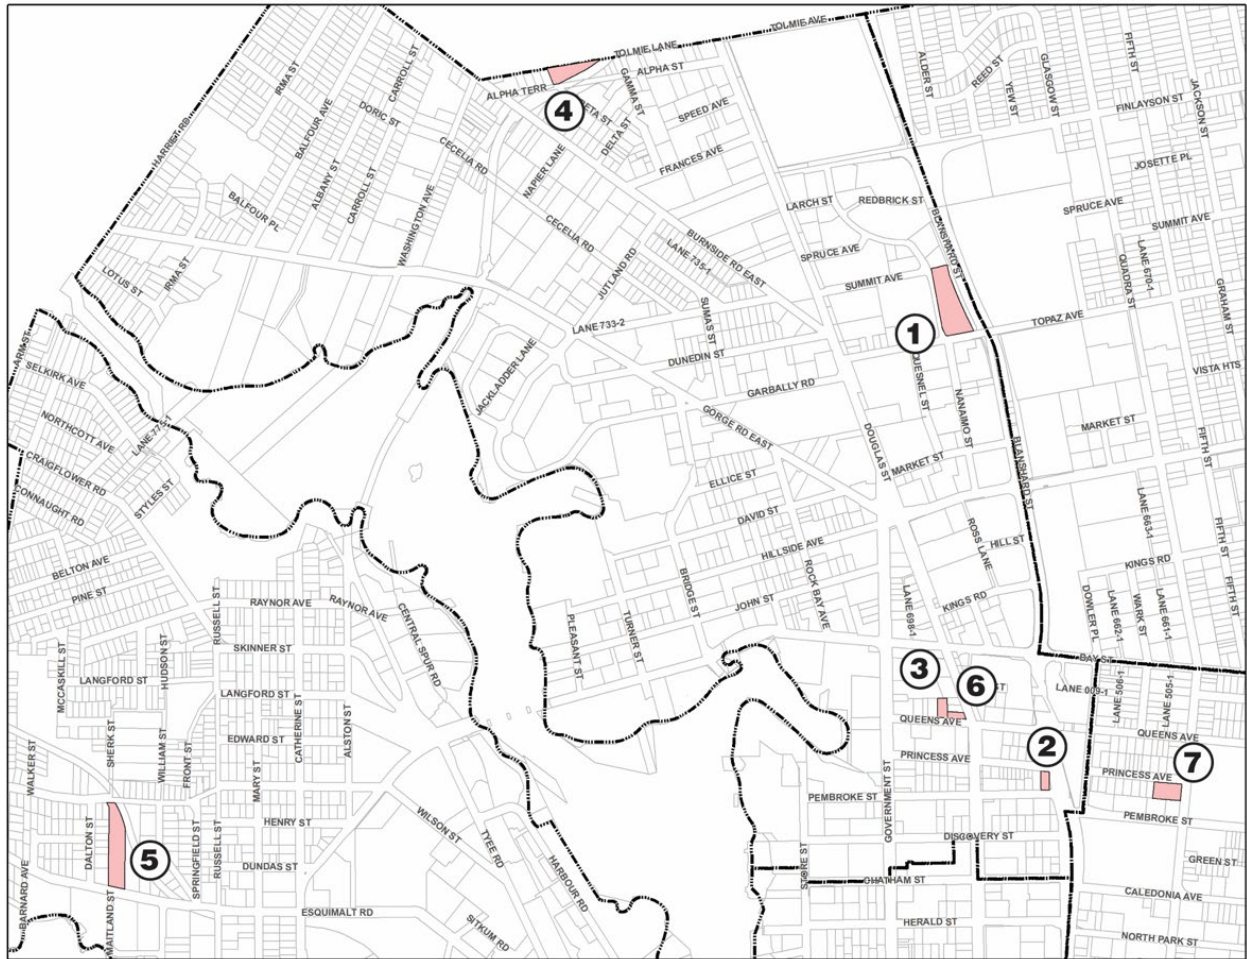 TOLMIE AVE
TOLMIE LANE
ALPHA ST
ALPHA TERR
4
GAMMA ST
DELTA ST
SPEED AVE
FRANCES AVE
NAPIER LANE
IRMA ST
CARROLL ST
BALFOUR AVE
DORIC ST
HARRIET RD
ALBANY ST
CARROLL ST
CECELIA RD
BALFOUR PL
WASHINGTON AVE
CECELIA RD
LOTUS ST
IRMA ST
JUTLAND RD
LANE 735-1
BURNSIDE RD EAST
ALDER ST
REED ST
YEW ST
GLASGOW ST
FIFTH ST
JACKSON ST
FINLAYSON ST
JOSETTE PL
LARCH ST
REDBRICK ST
BLANSHARD ST
SPRUCE AVE
SUMMIT AVE
SPRUCE AVE
SUMMIT AVE
LANE 670-1
QUADRA ST
GRAHAM ST
1
TOPAZ AVE
LANE 733-2
SUMAS ST
DUNEDIN ST
GARBALLY RD
JACKLADDER LANE
GORGE RD EAST
QUESNEL ST
NANAIMO ST
VISTA HTS
MARKET ST
DOUGLAS ST
MARKET ST
BLANSHARD ST
FIFTH ST
ARM ST
SELKIRK AVE
NORTHCOTT AVE
LANE 775-1
CRAIGFLOWER RD
CONNAUGHT RD
STYLES ST
ELLICE ST
DAVID ST
HILLSIDE AVE
ROSS LANE
HILL ST
LANE 663-1
FIFTH ST
KINGS RD
BELTON AVE
PINE ST
RUSSELL ST
RAYNOR AVE
RAYNOR AVE
CENTRAL SPUR RD
SKINNER ST
PLEASANT ST
TURNER ST
BRIDGE ST
JOHN ST
ROCK BAY AVE
LANE 698-1
KINGS RD
DOWLER PL
LANE 662-1
WARK ST
LANE 661-1
FIFTH ST
BAY ST
MCCASKILL ST
HUDSON ST
LANGFORD ST
LANGFORD ST
CATHERINE ST
ALSTON ST
EDWARD ST
3
6
ST
QUEENS AVE
LANE 506-1
LANE 505-1
QUEENS AVE
2
7
PRINCESS AVE
PRINCESS AVE
WALKER ST
SHERK ST
WILLIAM ST
FRONT ST
MARY ST
PEMBROKE ST
GOVERNMENT ST
PEMBROKE ST
HENRY ST
WILSON ST
TYEE RD
HARBOUR RD
DISCOVERY ST
GREEN ST
DALTON ST
5
SPRINGFIELD ST
RUSSELL ST
DUNDAS ST
STORE ST
CHATHAM ST
CALEDONIA AVE
BARNARD AVE
MAITLAND ST
ESQUIMALT RD
SITKUM RD
HERALD ST
NORTH PARK ST